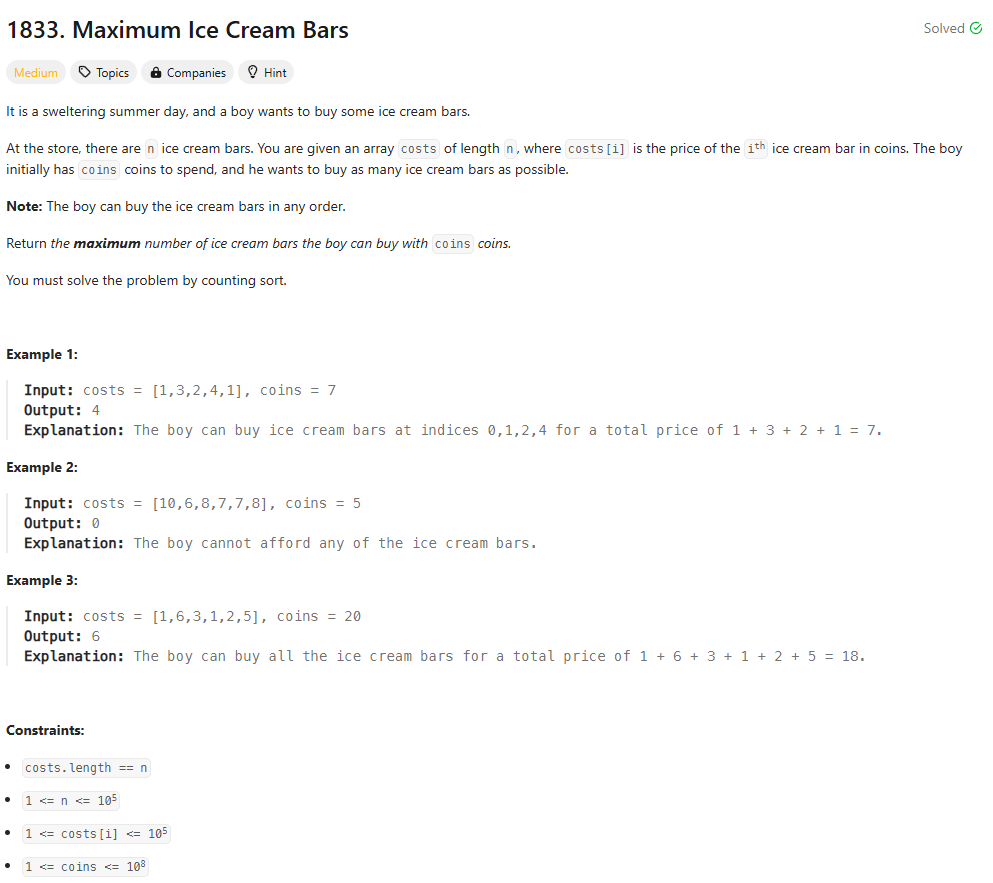 1833. Maximum Ice Cream Bars
Solved
Medium Topics Companies Hint
It is a sweltering summer day, and a boy wants to buy some ice cream bars.
At the store, there are n ice cream bars. You are given an array costs of length n, where costs[i] is the price of the iᵗʰ ice cream bar in coins. The boy
initially has coins coins to spend, and he wants to buy as many ice cream bars as possible.
Note: The boy can buy the ice cream bars in any order.
Return the maximum number of ice cream bars the boy can buy with coins coins.
You must solve the problem by counting sort.
Example 1:
Input: costs = [1,3,2,4,1], coins = 7
Output: 4
Explanation: The boy can buy ice cream bars at indices 0,1,2,4 for a total price of 1 + 3 + 2 + 1 = 7.
Example 2:
Input: costs = [10,6,8,7,7,8], coins = 5
Output: 0
Explanation: The boy cannot afford any of the ice cream bars.
Example 3:
Input: costs = [1,6,3,1,2,5], coins = 20
Output: 6
Explanation: The boy can buy all the ice cream bars for a total price of 1 + 6 + 3 + 1 + 2 + 5 = 18.
Constraints:
costs.length == n
1 <= n <= 10⁵
1 <= costs[i] <= 10⁵
1 <= coins <= 10⁸